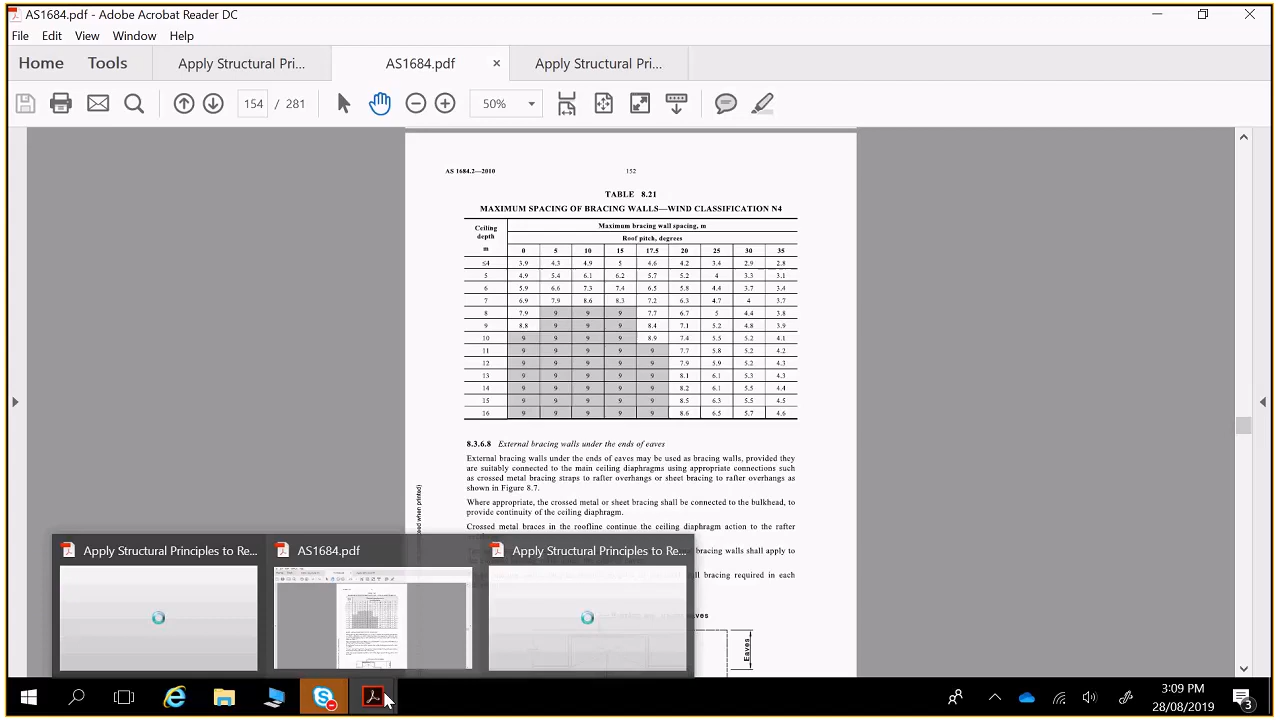 AS1684.pdf - Adobe Acrobat Reader DC
File Edit View Window Help
Home Tools Apply Structural Pri... AS1684.pdf × Apply Structural Pri...
154 / 281 50%
AS 1684.2—2010 152
TABLE 8.21
MAXIMUM SPACING OF BRACING WALLS—WIND CLASSIFICATION N4
Ceiling depth m
Maximum bracing wall spacing, m
Roof pitch, degrees
0 5 10 15 17.5 20 25 30 35
≤4 3.9 4.3 4.9 5 4.6 4.2 3.4 2.9 2.8
5 4.9 5.4 6.1 6.2 5.7 5.2 4 3.3 3.1
6 5.9 6.6 7.3 7.4 6.5 5.8 4.4 3.7 3.4
7 6.9 7.9 8.6 8.3 7.2 6.3 4.7 4 3.7
8 7.9 9 9 9 7.7 6.7 5 4.4 3.8
9 8.8 9 9 9 8.4 7.1 5.2 4.8 3.9
10 9 9 9 9 8.9 7.4 5.5 5.2 4.1
11 9 9 9 9 9 7.7 5.8 5.2 4.2
12 9 9 9 9 9 7.9 5.9 5.2 4.3
13 9 9 9 9 9 8.1 6.1 5.3 4.3
14 9 9 9 9 9 8.2 6.1 5.5 4.4
15 9 9 9 9 9 8.5 6.3 5.5 4.5
16 9 9 9 9 9 8.6 6.5 5.7 4.6
8.3.6.8 External bracing walls under the ends of eaves
External bracing walls under the ends of eaves may be used as bracing walls, provided they
are suitably connected to the main ceiling diaphragms using appropriate connections such
as crossed metal bracing straps to rafter overhangs or sheet bracing to rafter overhangs as
shown in Figure 8.7.
Where appropriate, the crossed metal or sheet bracing shall be connected to the bulkhead, to
provide continuity of the ceiling diaphragm.
Crossed metal braces in the roofline continue the ceiling diaphragm action to the rafter
bracing walls shall apply to
bracing required in each
Eaves
when printed)
Apply Structural Principles to Re... AS1684.pdf Apply Structural Principles to Re...
3:09 PM
28/08/2019
3